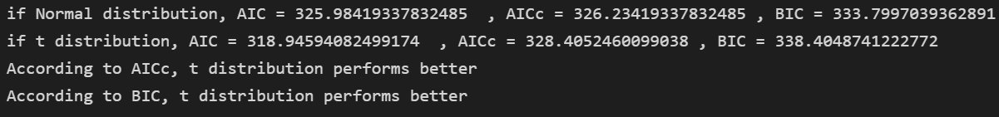 if Normal distribution, AIC = 325.98419337832485  , AICc = 326.23419337832485 , BIC = 333.7997039362891
if t distribution, AIC = 318.94594082499174  , AICc = 328.4052460099038 , BIC = 338.4048741222772
According to AICc, t distribution performs better
According to BIC, t distribution performs better